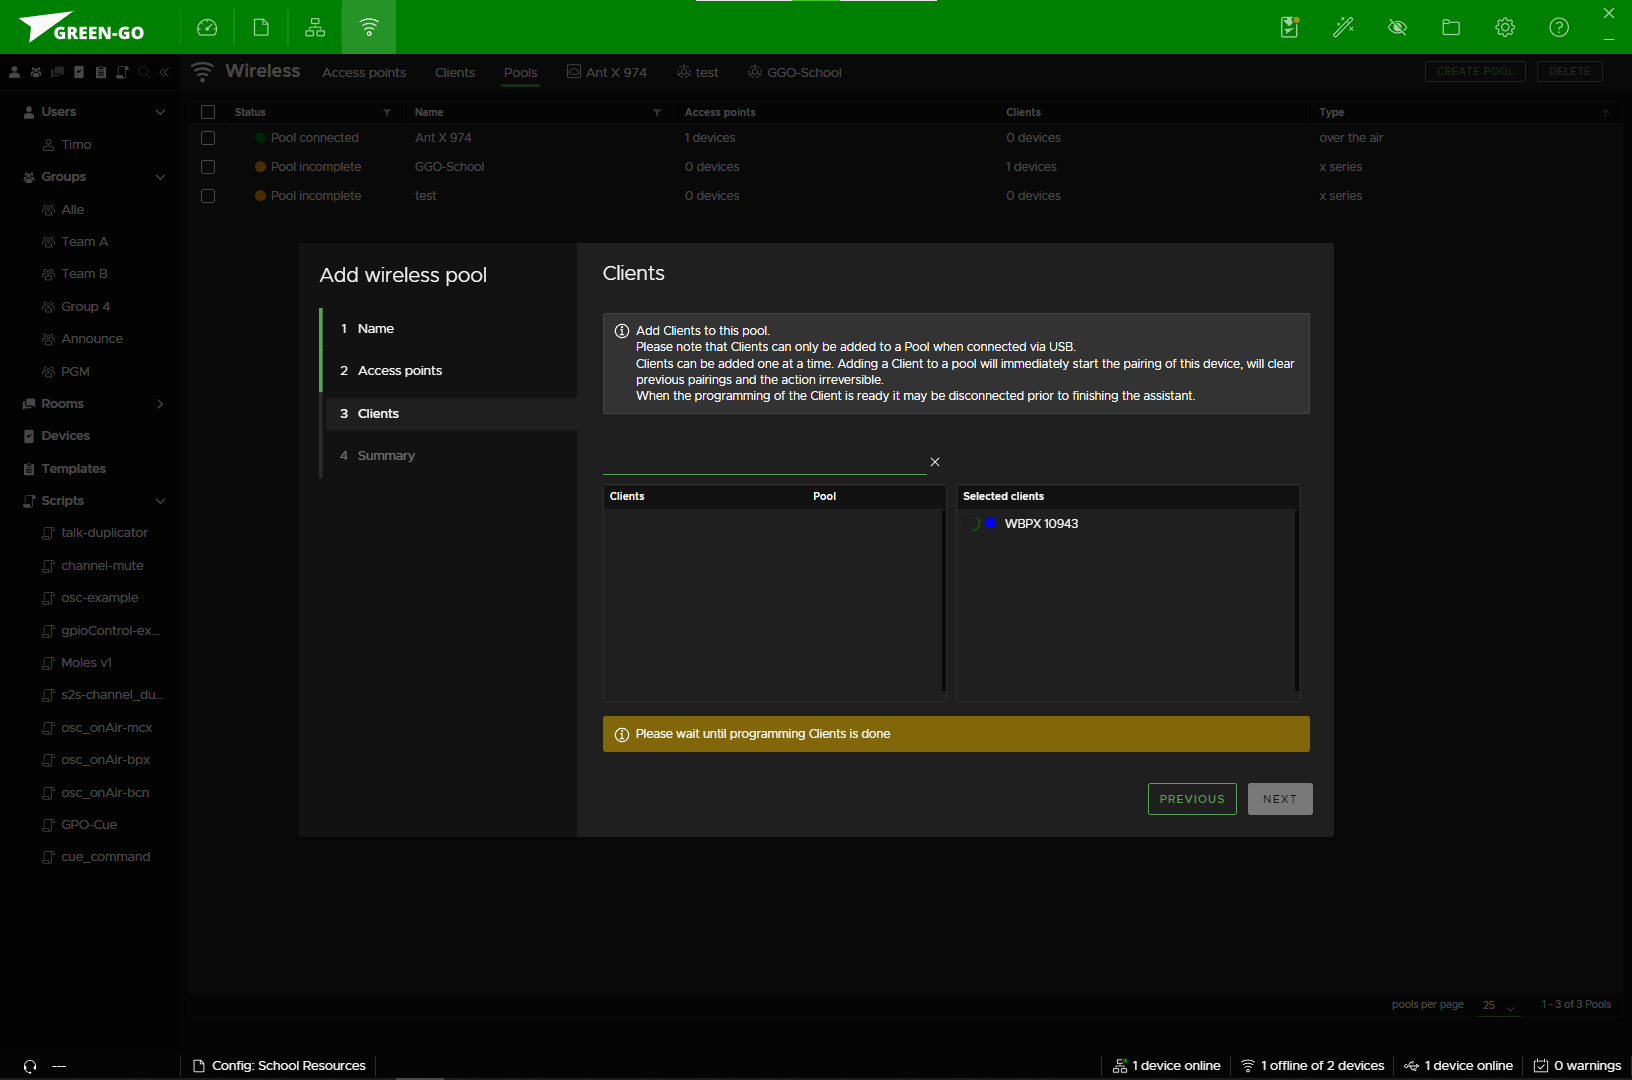 GREEN-GO
Wireless
Access points
Clients
Pools
Ant X 974
test
GGO-School
CREATE POOL
DELETE
Users
Timo
Groups
Alle
Team A
Team B
Group 4
Announce
PGM
Rooms
Devices
Templates
Scripts
talk-duplicator
channel-mute
osc-example
gpioControl-ex...
Moles v1
s2s-channel_du...
osc_onAir-mcx
osc_onAir-bpx
osc_onAir-bcn
GPO-Cue
cue_command
Status Name Access points Clients Type
Pool connected Ant X 974 1 devices 0 devices over the air
Pool incomplete GGO-School 0 devices 1 devices x series
Pool incomplete test 0 devices 0 devices x series
Add wireless pool
1 Name
2 Access points
3 Clients
4 Summary
Clients
Add Clients to this pool.
Please note that Clients can only be added to a Pool when connected via USB.
Clients can be added one at a time. Adding a Client to a pool will immediately start the pairing of this device, will clear
previous pairings and the action irreversible.
When the programming of the Client is ready it may be disconnected prior to finishing the assistant.
Clients Pool
Selected clients
WBPX 10943
Please wait until programming Clients is done
PREVIOUS
NEXT
pools per page 25 1 - 3 of 3 Pools
---
Config: School Resources
1 device online
1 offline of 2 devices
1 device online
0 warnings